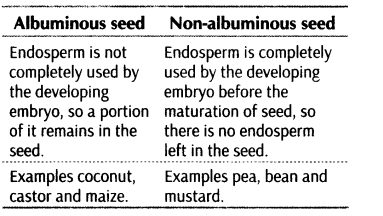 Albuminous seed Non-albuminous seed
Endosperm is not
completely used by
the developing
embryo, so a portion
of it remains in the
seed.
Endosperm is completely
used by the developing
embryo before the
maturation of seed, so
there is no endosperm
left in the seed.
Examples coconut,
castor and maize.
Examples pea, bean and
mustard.